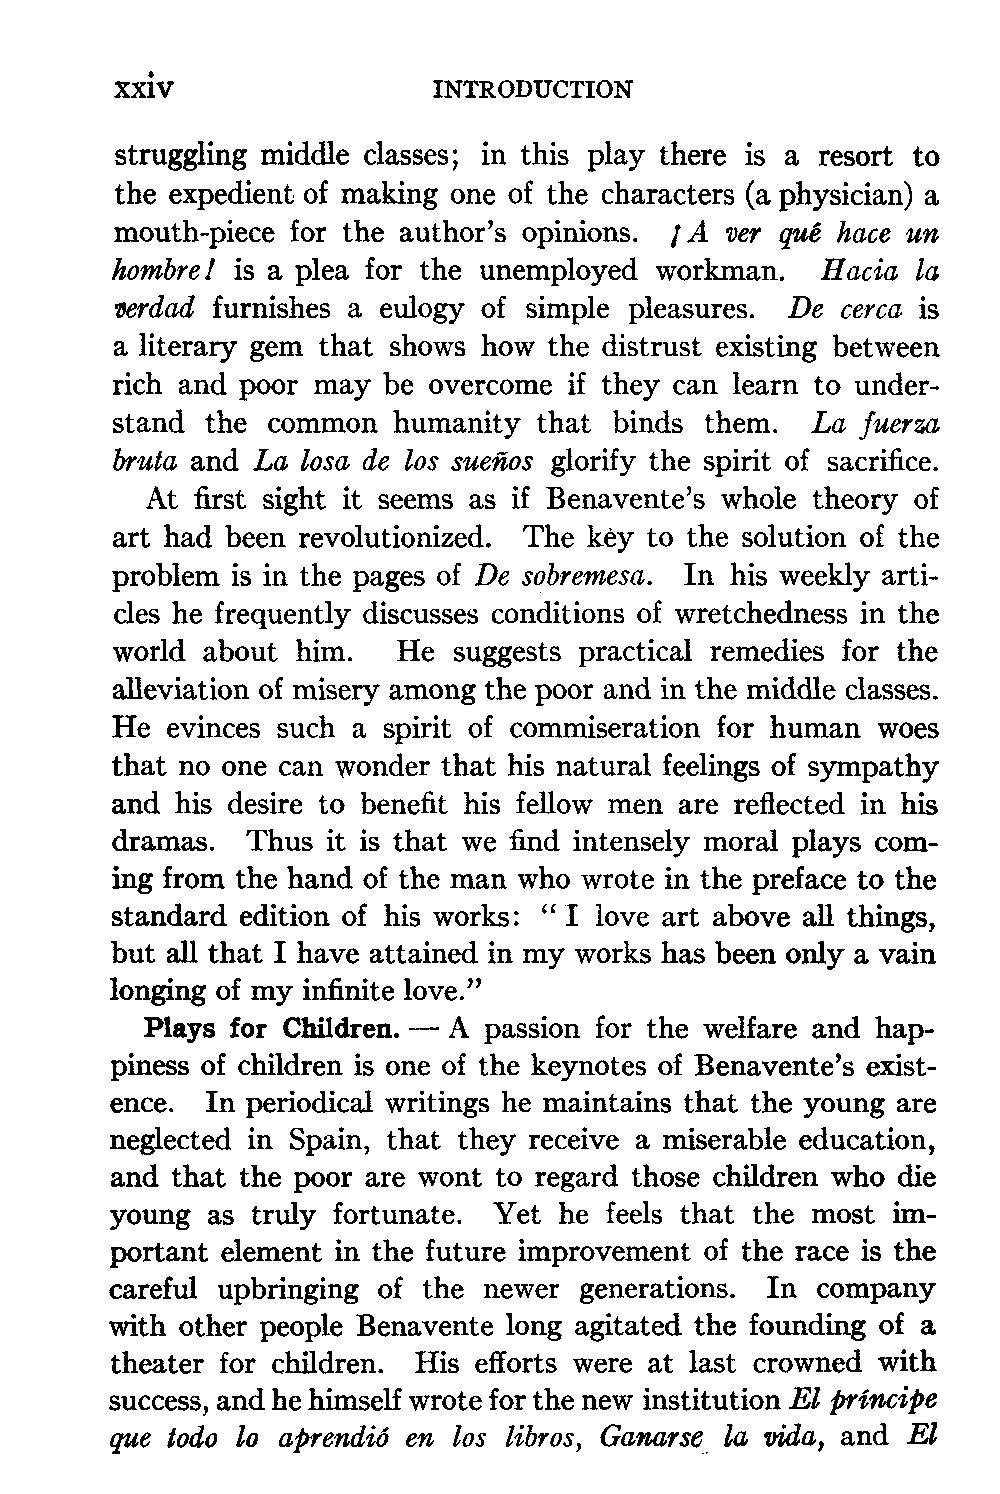 xxiv INTRODUCTION
struggling middle classes; in this play there is a resort to
the expedient of making one of the characters (a physician) a
mouth-piece for the author's opinions. ¡A ver qué hace un
hombre! is a plea for the unemployed workman. Hacia la
verdad furnishes a eulogy of simple pleasures. De cerca is
a literary gem that shows how the distrust existing between
rich and poor may be overcome if they can learn to under-
stand the common humanity that binds them. La fuerza
bruta and La losa de los sueños glorify the spirit of sacrifice.
At first sight it seems as if Benavente's whole theory of
art had been revolutionized. The key to the solution of the
problem is in the pages of De sobremesa. In his weekly arti-
cles he frequently discusses conditions of wretchedness in the
world about him. He suggests practical remedies for the
alleviation of misery among the poor and in the middle classes.
He evinces such a spirit of commiseration for human woes
that no one can wonder that his natural feelings of sympathy
and his desire to benefit his fellow men are reflected in his
dramas. Thus it is that we find intensely moral plays com-
ing from the hand of the man who wrote in the preface to the
standard edition of his works: "I love art above all things,
but all that I have attained in my works has been only a vain
longing of my infinite love."
Plays for Children. — A passion for the welfare and hap-
piness of children is one of the keynotes of Benavente's exist-
ence. In periodical writings he maintains that the young are
neglected in Spain, that they receive a miserable education,
and that the poor are wont to regard those children who die
young as truly fortunate. Yet he feels that the most im-
portant element in the future improvement of the race is the
careful upbringing of the newer generations. In company
with other people Benavente long agitated the founding of a
theater for children. His efforts were at last crowned with
success, and he himself wrote for the new institution El príncipe
que todo lo aprendió en los libros, Ganarse la vida, and El